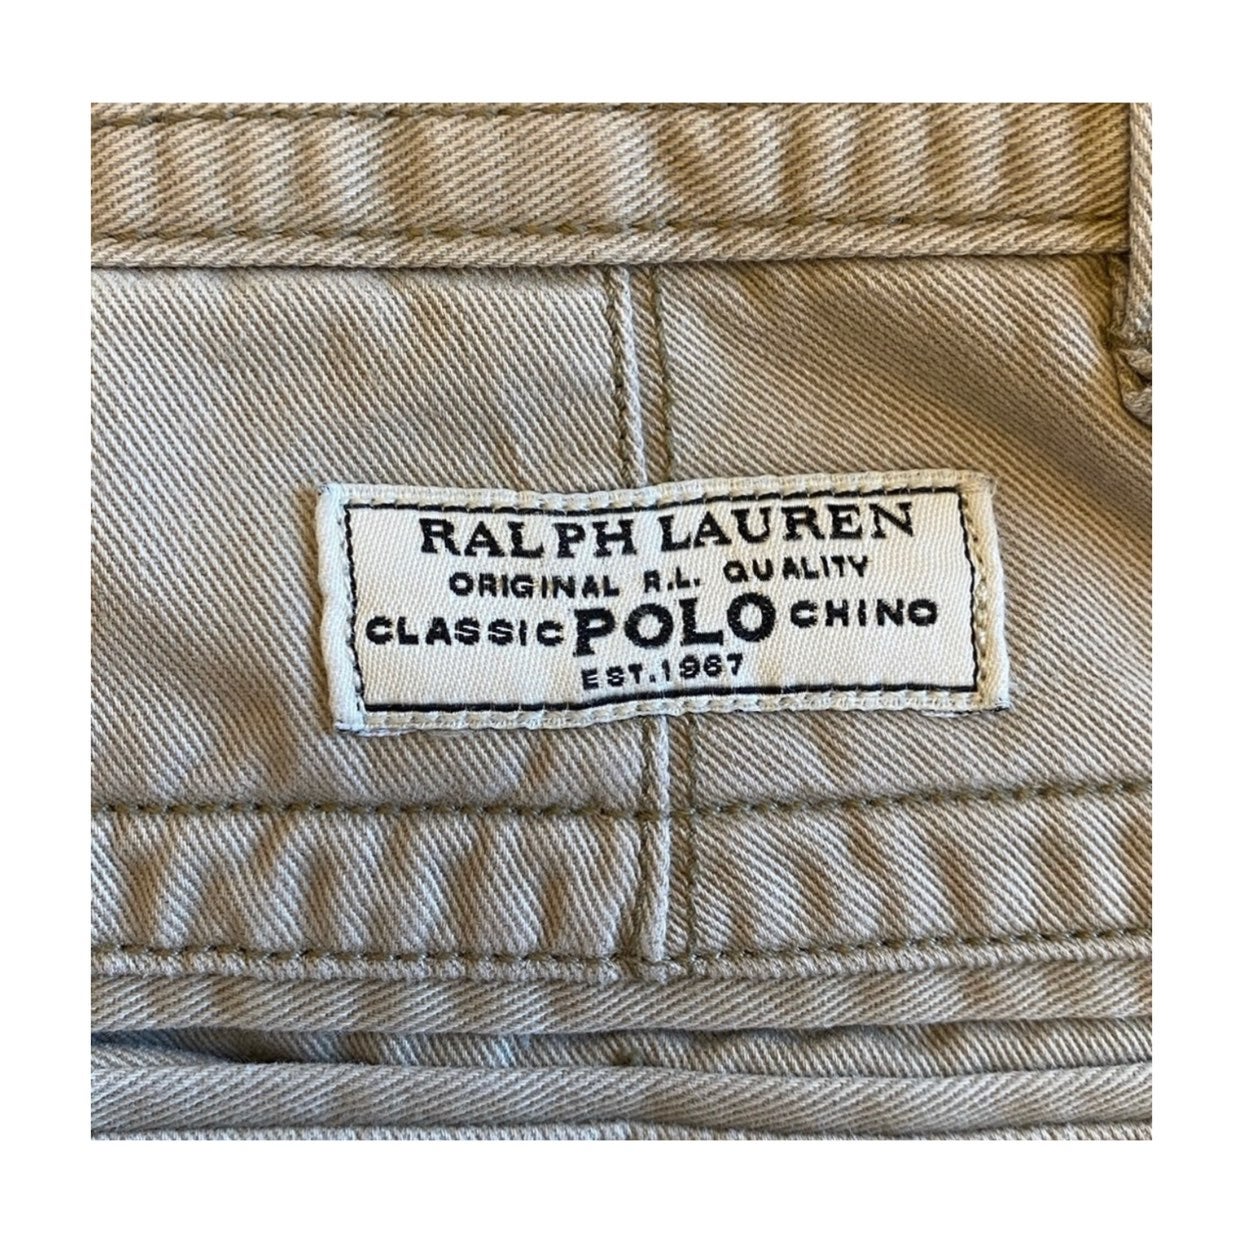 RALPH LAUREN
ORIGINAL R.L. QUALITY
CLASSIC POLO CHINO
EST. 1967